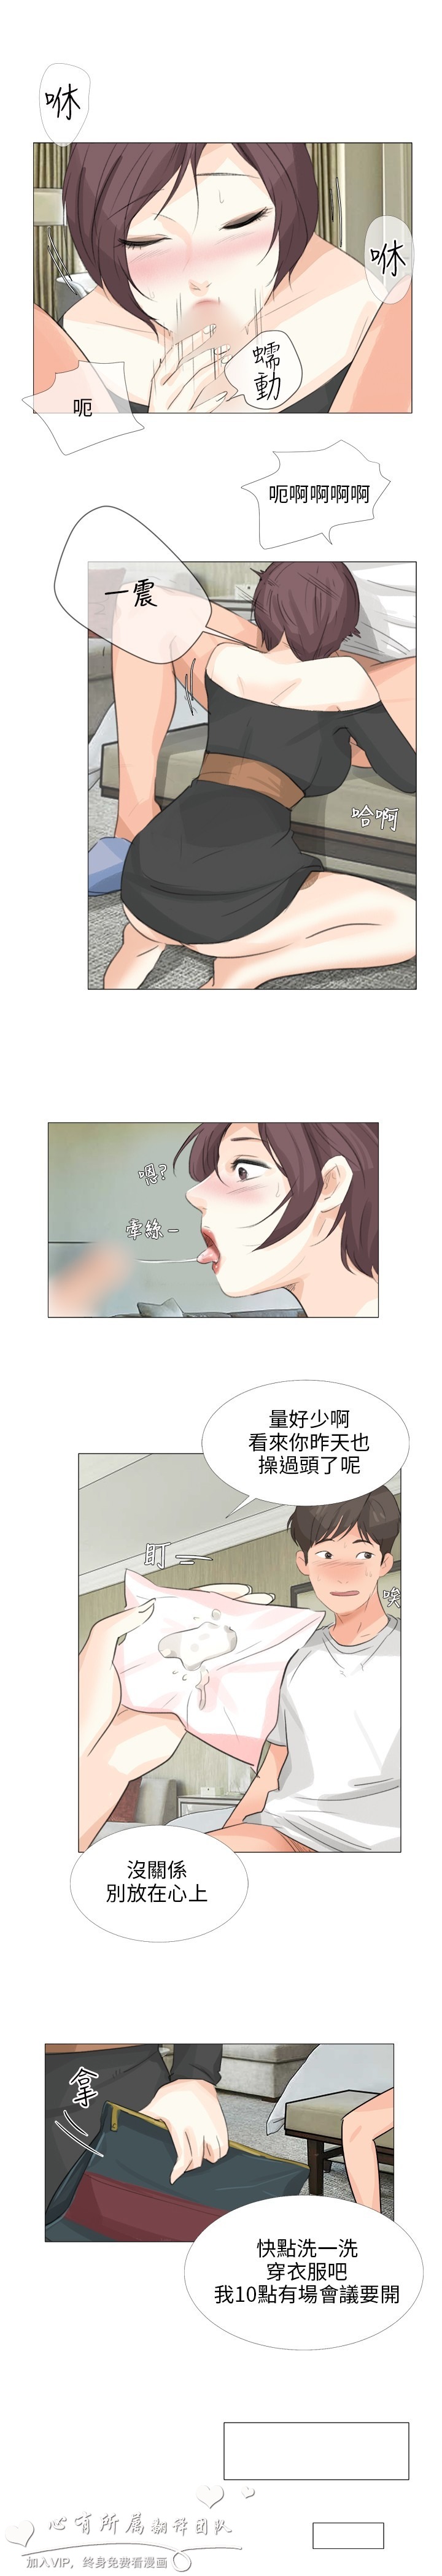 咻
咻
蠕
動
呃
呃啊啊啊啊
一震
哈啊
嗯?
牽絲-
量好少啊
看來你昨天也
操過頭了呢
盯
唉
沒關係
別放在心上
拿
快點洗一洗
穿衣服吧
我10點有場會議要開
心有所属翻译团队
加入VIP，终身免费看漫画